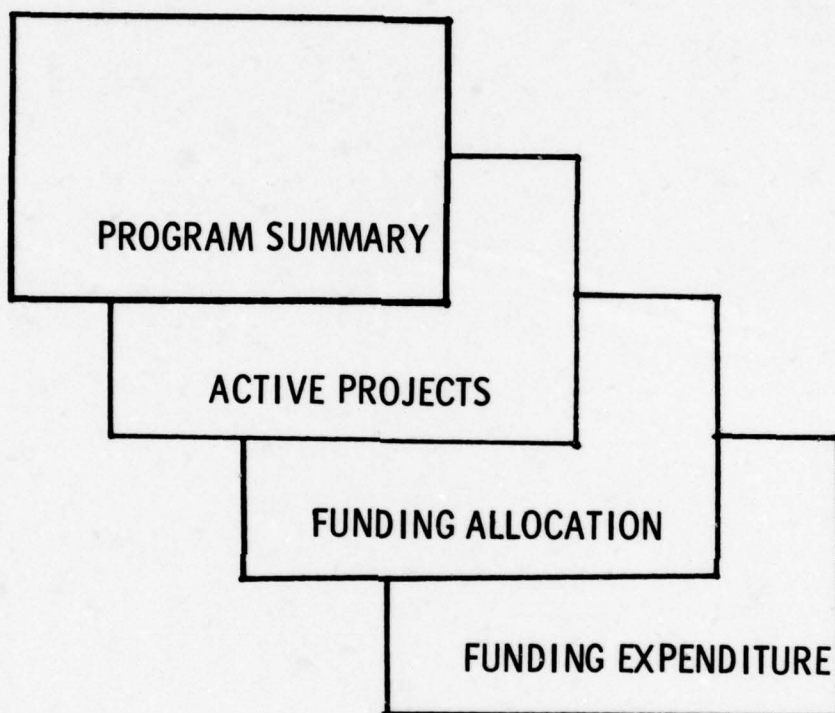 PROGRAM SUMMARY
ACTIVE PROJECTS
FUNDING ALLOCATION
FUNDING EXPENDITURE